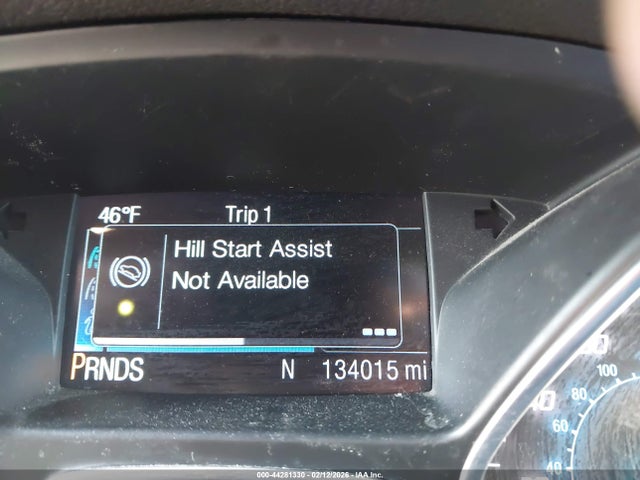 46°F Trip 1
Hill Start Assist
Not Available
PRNDS N 134015 mi
100
80
60
40
000-44281330 - 02/12/2026 - IAA, Inc.